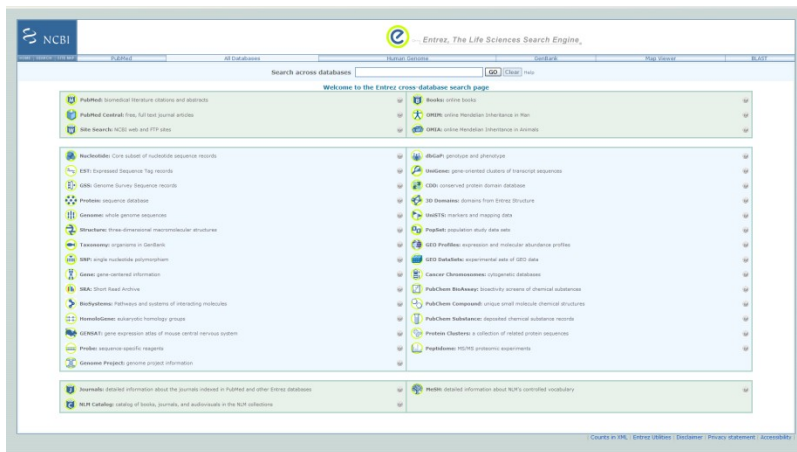 NCBI
Entrez, The Life Sciences Search Engine
HOME | SEARCH | SITE MAP PubMed All Databases Human Genome GenBank Map Viewer BLAST
Search across databases GO Clear Help
Welcome to the Entrez cross-database search page
PubMed: biomedical literature citations and abstracts
PubMed Central: free, full text journal articles
Site Search: NCBI web and FTP sites
Books: online books
OMIM: online Mendelian Inheritance in Man
OMIA: online Mendelian Inheritance in Animals
Nucleotide: Core subset of nucleotide sequence records
EST: Expressed Sequence Tag records
GSS: Genome Survey Sequence records
Protein: sequence database
Genome: whole genome sequences
Structure: three-dimensional macromolecular structures
Taxonomy: organisms in GenBank
SNP: single nucleotide polymorphism
Gene: gene-centered information
SRA: Short Read Archive
BioSystems: Pathways and systems of interacting molecules
HomoloGene: eukaryotic homology groups
GENSAT: gene expression atlas of mouse central nervous system
Probe: sequence-specific reagents
Genome Project: genome project information
dbGaP: genotype and phenotype
UniGene: gene-oriented clusters of transcript sequences
CDD: conserved protein domain database
3D Domains: domains from Entrez Structure
UniSTS: markers and mapping data
PopSet: population study data sets
GEO Profiles: expression and molecular abundance profiles
GEO DataSets: experimental sets of GEO data
Cancer Chromosomes: cytogenetic databases
PubChem BioAssay: bioactivity screens of chemical substances
PubChem Compound: unique small molecule chemical structures
PubChem Substance: deposited chemical substance records
Protein Clusters: a collection of related protein sequences
Peptidome: MS/MS proteomic experiments
Journals: detailed information about the journals indexed in PubMed and other Entrez databases
NLM Catalog: catalog of books, journals, and audiovisuals in the NLM collections
MeSH: detailed information about NLM's controlled vocabulary
| Counts in XML | Entrez Utilities | Disclaimer | Privacy statement | Accessibility |